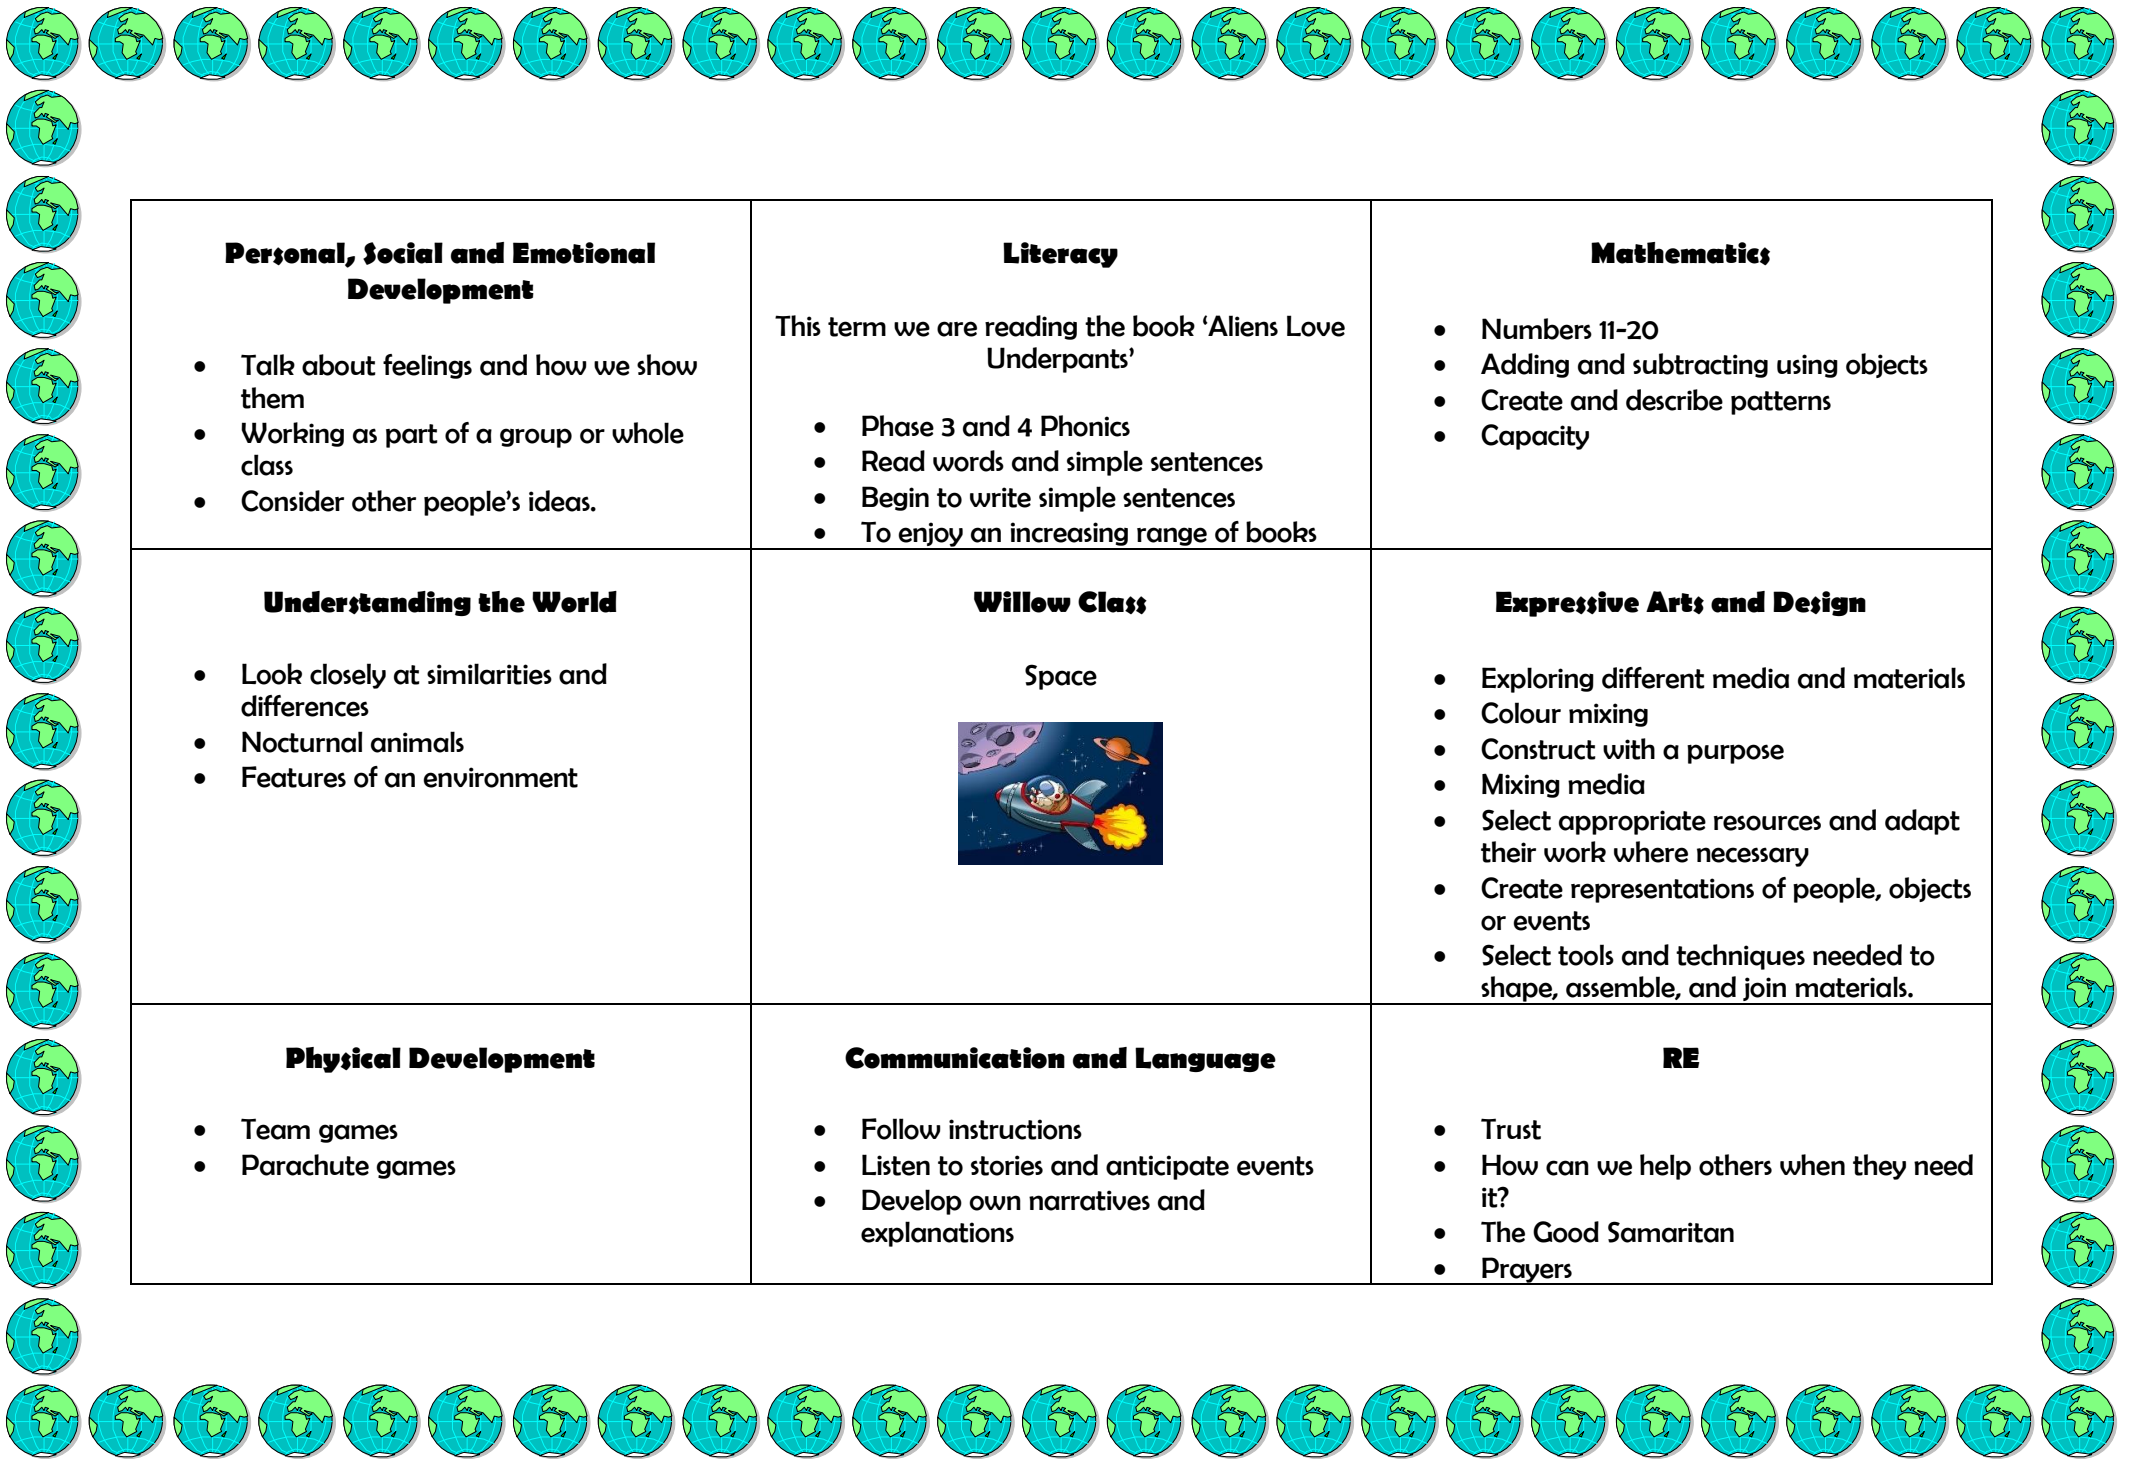 Personal, Social and Emotional
Development
• Talk about feelings and how we show
them
• Working as part of a group or whole
class
• Consider other people’s ideas.
Literacy
This term we are reading the book ‘Aliens Love
Underpants’
• Phase 3 and 4 Phonics
• Read words and simple sentences
• Begin to write simple sentences
• To enjoy an increasing range of books
Mathematics
• Numbers 11-20
• Adding and subtracting using objects
• Create and describe patterns
• Capacity
Understanding the World
• Look closely at similarities and
differences
• Nocturnal animals
• Features of an environment
Willow Class
Space
Expressive Arts and Design
• Exploring different media and materials
• Colour mixing
• Construct with a purpose
• Mixing media
• Select appropriate resources and adapt
their work where necessary
• Create representations of people, objects
or events
• Select tools and techniques needed to
shape, assemble, and join materials.
Physical Development
• Team games
• Parachute games
Communication and Language
• Follow instructions
• Listen to stories and anticipate events
• Develop own narratives and
explanations
RE
• Trust
• How can we help others when they need
it?
• The Good Samaritan
• Prayers